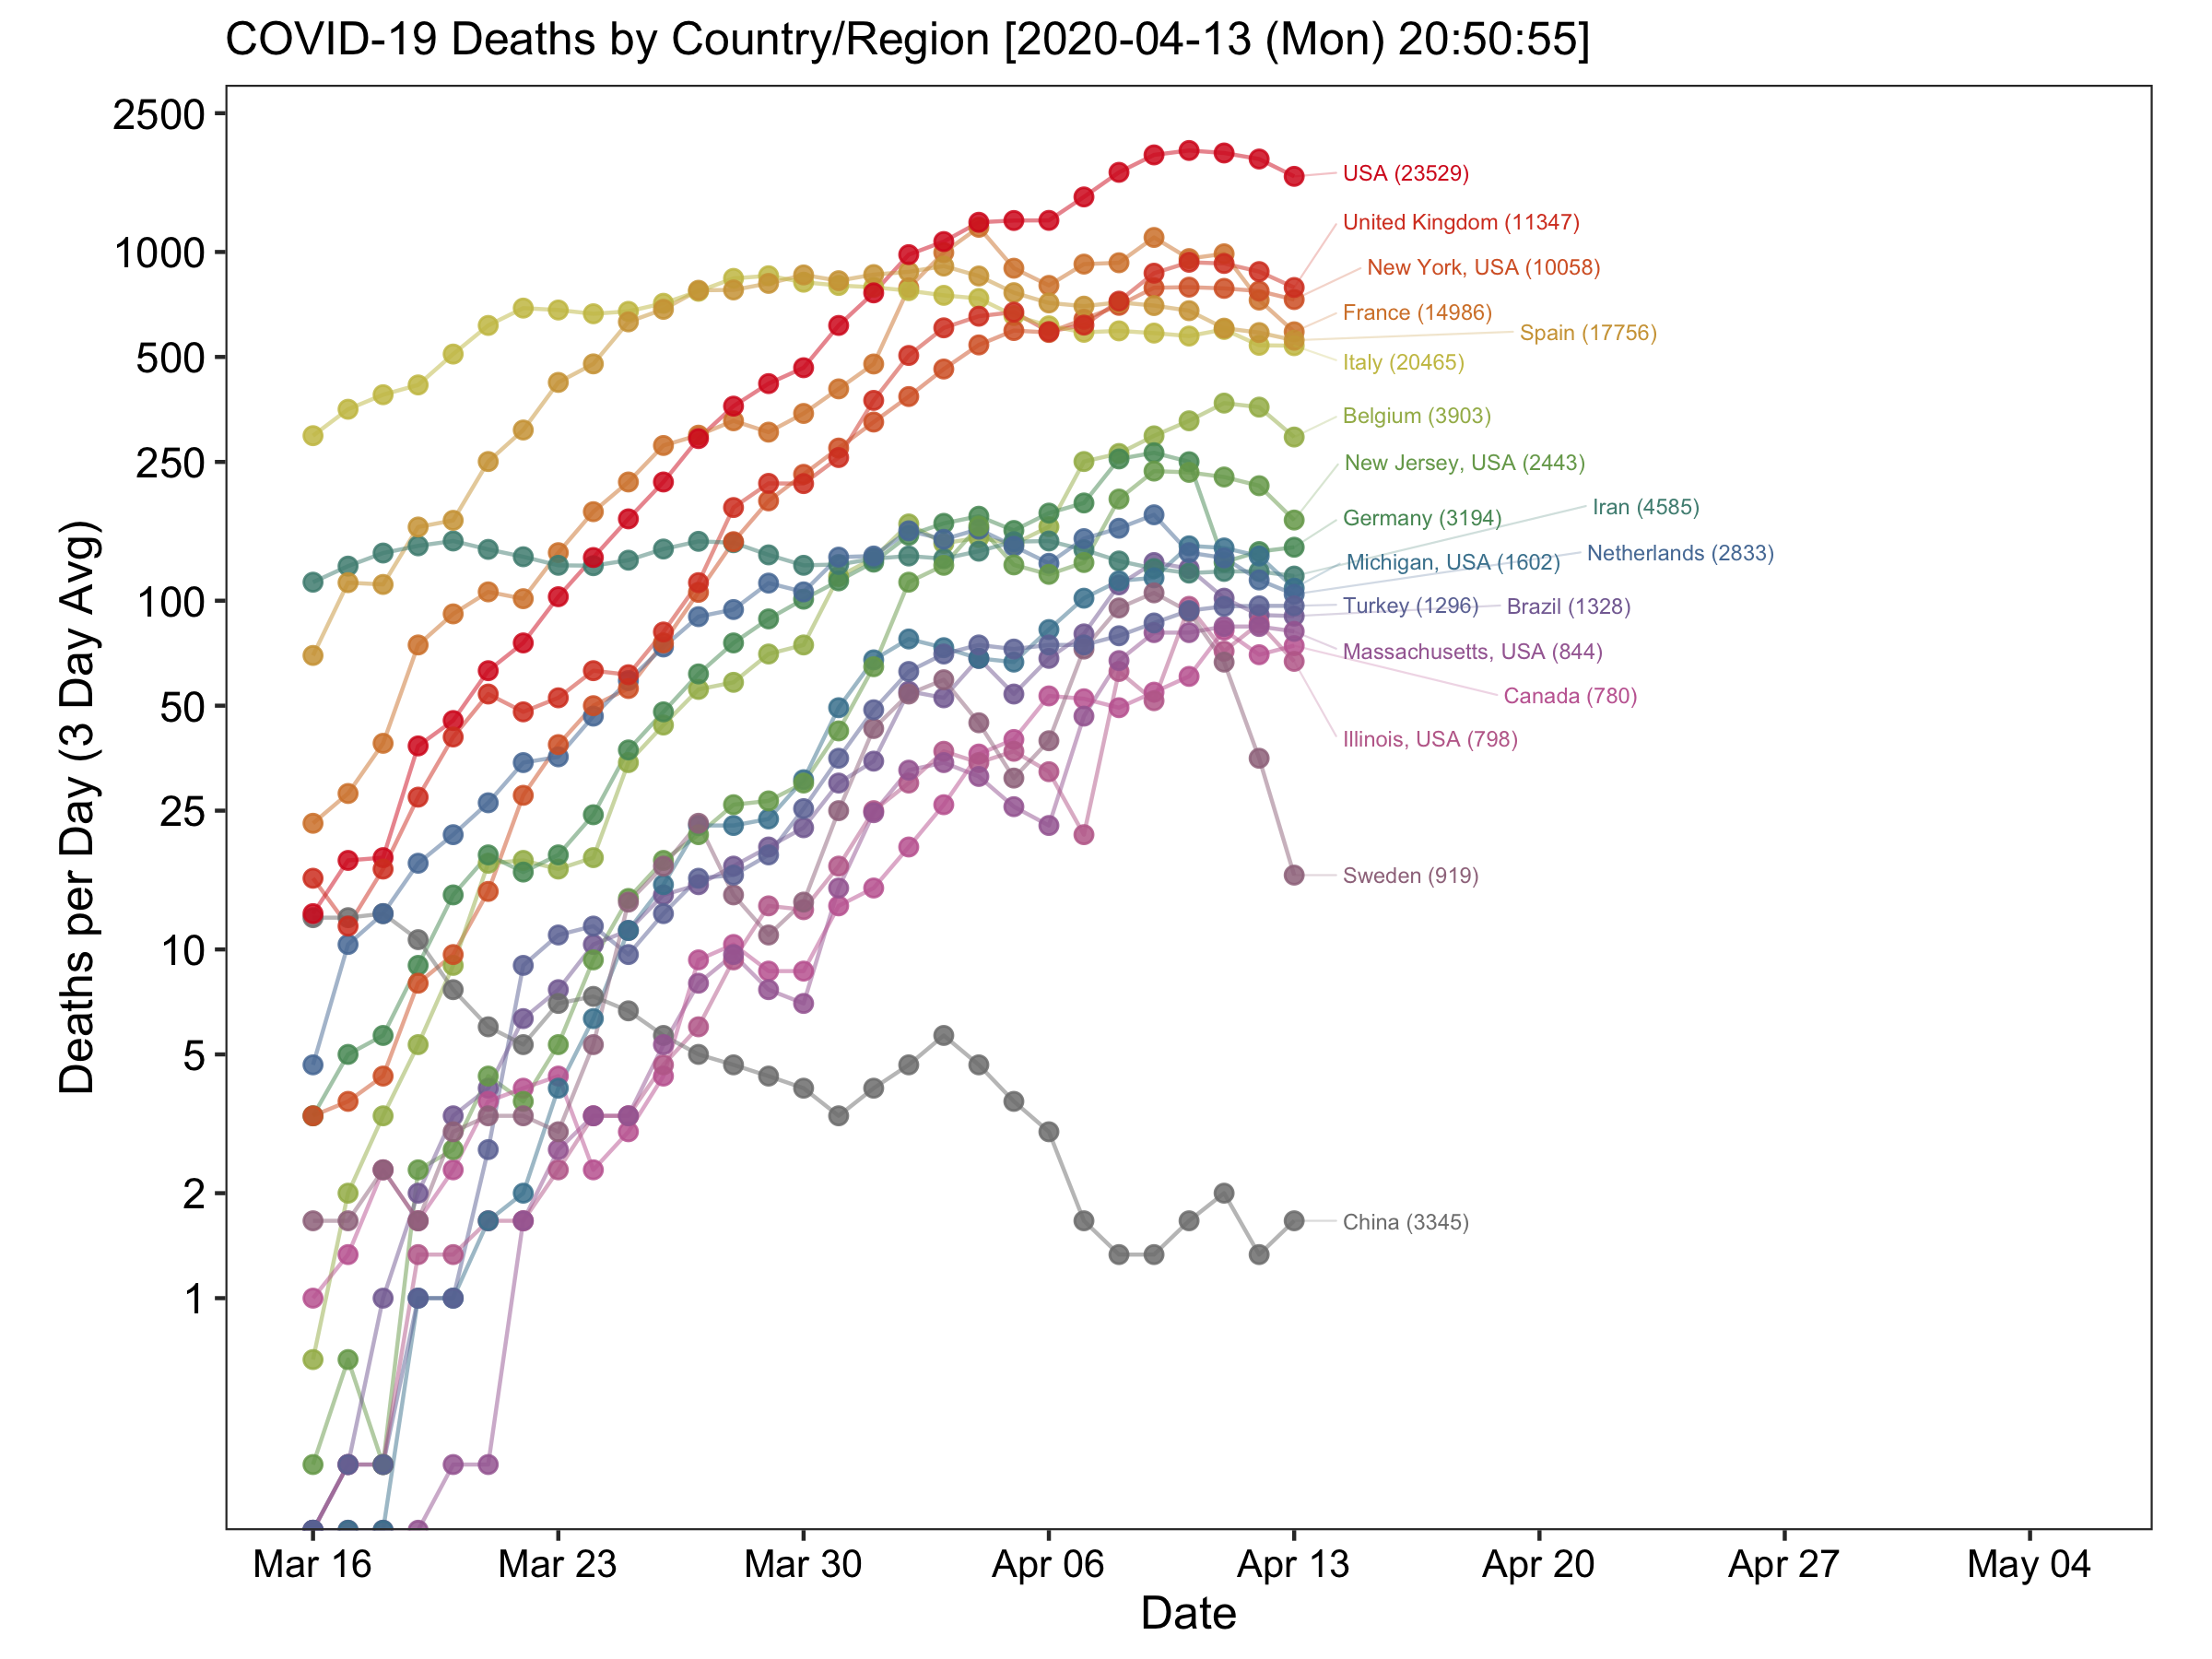 COVID-19 Deaths by Country/Region [2020-04-13 (Mon) 20:50:55]
Deaths per Day (3 Day Avg)
2500
1000
500
250
100
50
25
10
5
2
1
USA (23529)
United Kingdom (11347)
New York, USA (10058)
France (14986)
Spain (17756)
Italy (20465)
Belgium (3903)
New Jersey, USA (2443)
Iran (4585)
Germany (3194)
Netherlands (2833)
Michigan, USA (1602)
Turkey (1296)
Brazil (1328)
Massachusetts, USA (844)
Canada (780)
Illinois, USA (798)
Sweden (919)
China (3345)
Mar 16
Mar 23
Mar 30
Apr 06
Apr 13
Apr 20
Apr 27
May 04
Date